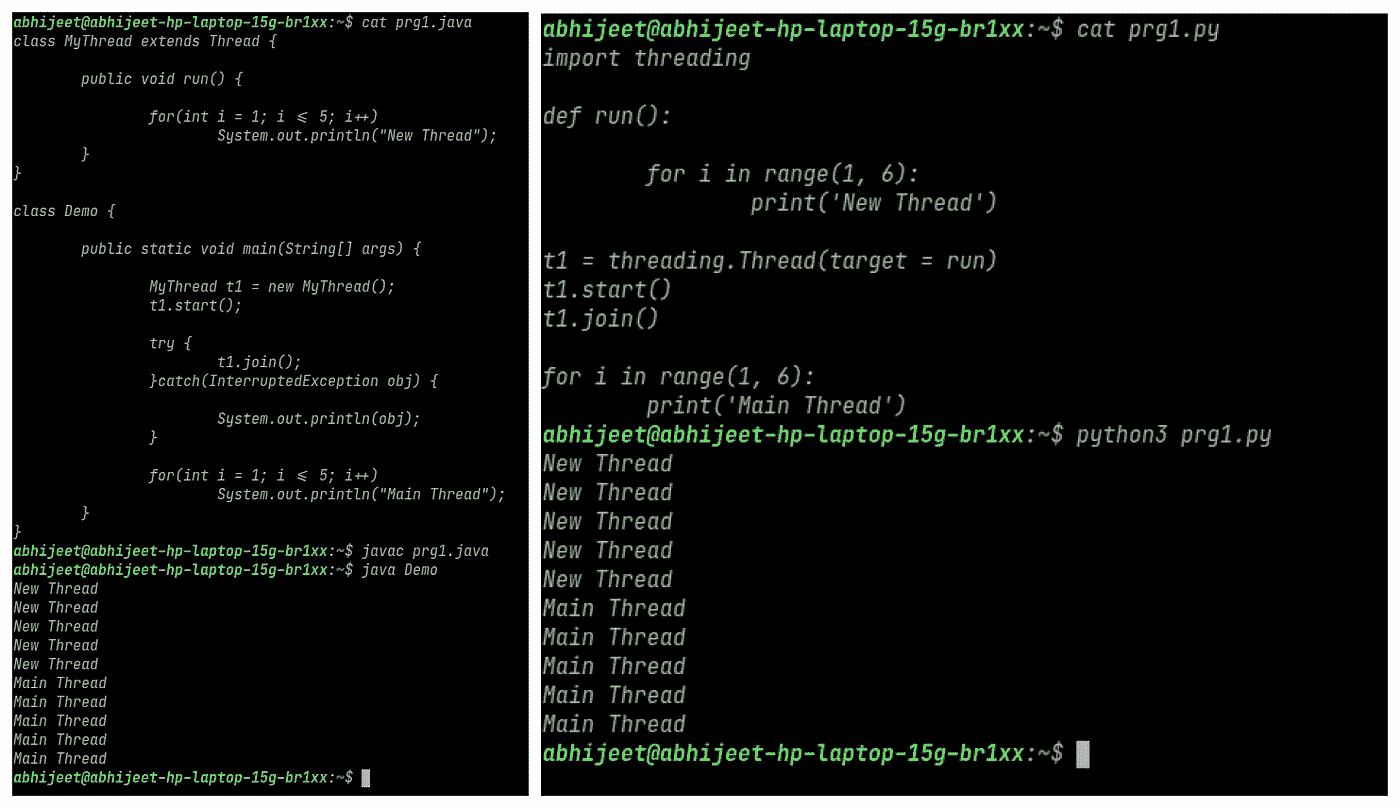 abhijeet@abhijeet-hp-laptop-15g-br1xx:~$ cat prg1.java
class MyThread extends Thread {
public void run() {
for(int i = 1; i <= 5; i++)
System.out.println("New Thread");
}
}
class Demo {
public static void main(String[] args) {
MyThread t1 = new MyThread();
t1.start();
try {
t1.join();
}catch(InterruptedException obj) {
System.out.println(obj);
}
for(int i = 1; i <= 5; i++)
System.out.println("Main Thread");
}
}
abhijeet@abhijeet-hp-laptop-15g-br1xx:~$ javac prg1.java
abhijeet@abhijeet-hp-laptop-15g-br1xx:~$ java Demo
New Thread
New Thread
New Thread
New Thread
New Thread
Main Thread
Main Thread
Main Thread
Main Thread
Main Thread
abhijeet@abhijeet-hp-laptop-15g-br1xx:~$
abhijeet@abhijeet-hp-laptop-15g-br1xx:~$ cat prg1.py
import threading
def run():
for i in range(1, 6):
print('New Thread')
t1 = threading.Thread(target = run)
t1.start()
t1.join()
for i in range(1, 6):
print('Main Thread')
abhijeet@abhijeet-hp-laptop-15g-br1xx:~$ python3 prg1.py
New Thread
New Thread
New Thread
New Thread
New Thread
Main Thread
Main Thread
Main Thread
Main Thread
Main Thread
abhijeet@abhijeet-hp-laptop-15g-br1xx:~$